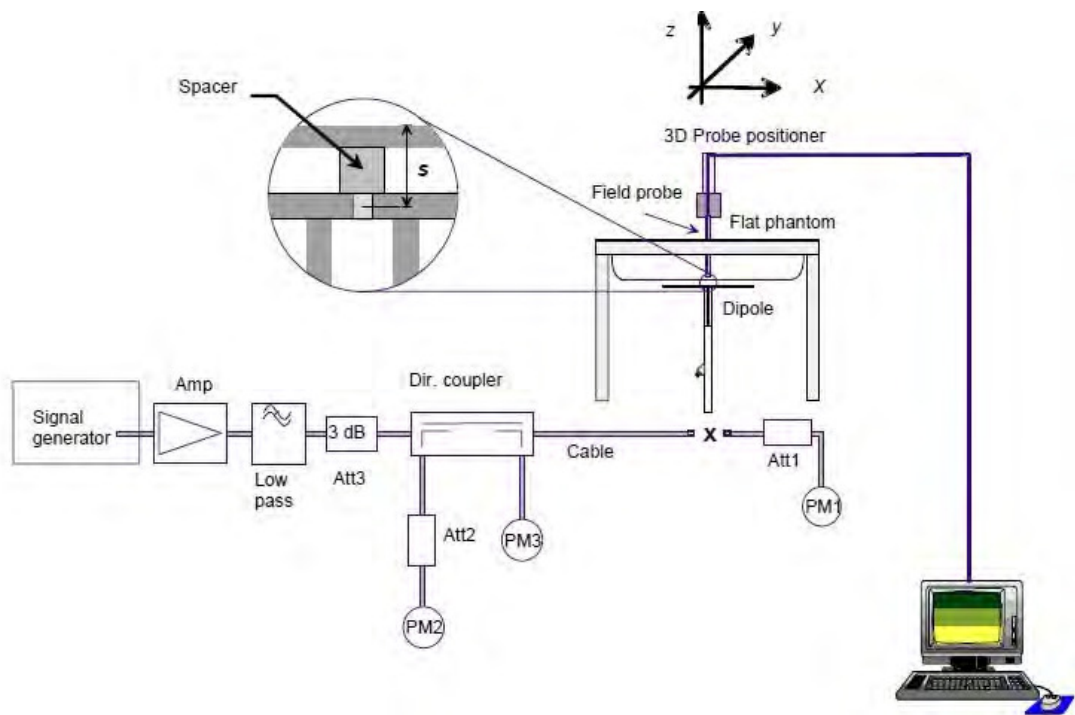 z
y
x
Spacer
s
3D Probe positioner
Field probe
Flat phantom
Dipole
Dir. coupler
Amp
Signal
generator
3 dB
Cable
X
Att1
Low
pass
Att3
PM1
Att2
PM3
PM2